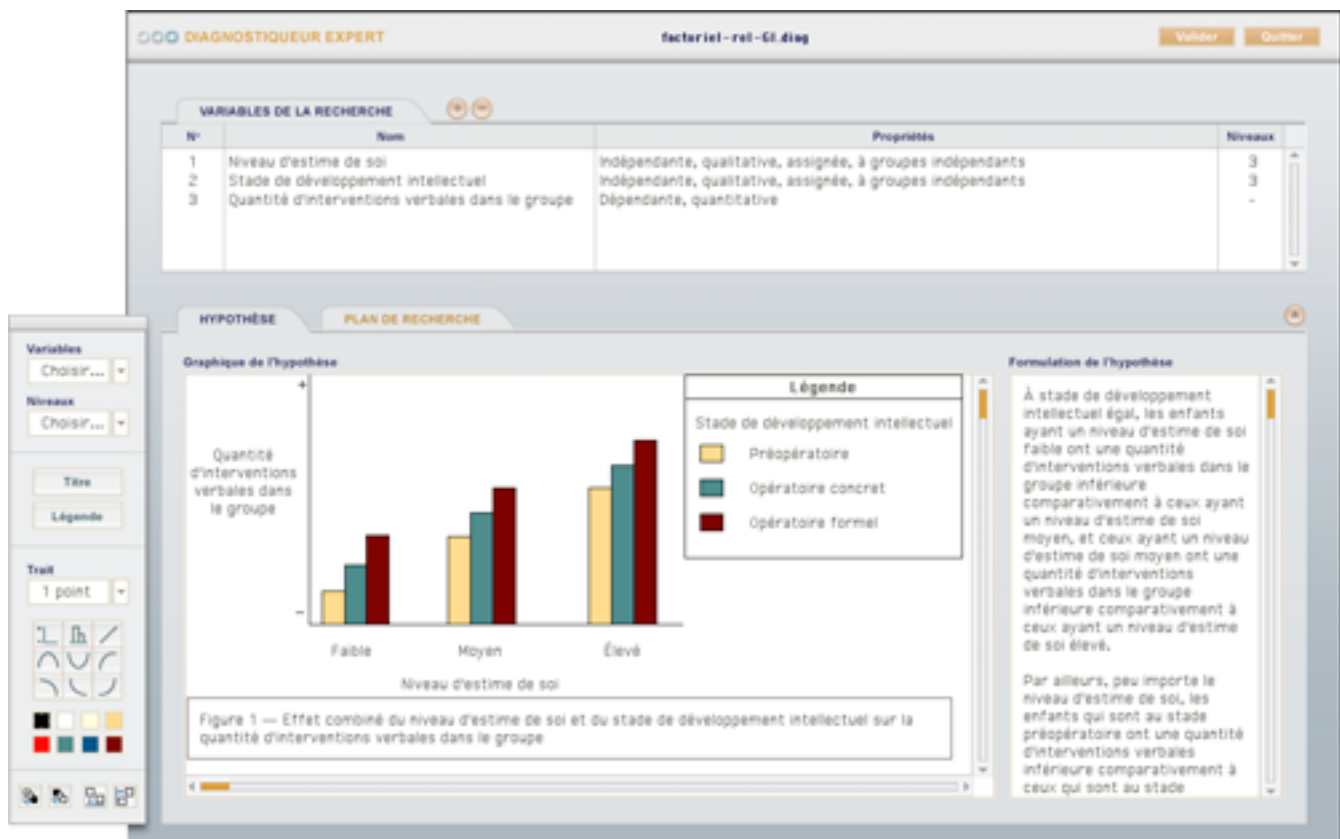 DIAGNOSTIQUEUR EXPERT
factoriel-rel-GI.diag
Valider
Quitter
VARIABLES DE LA RECHERCHE
N° Nom Propriétés Niveaux
1 Niveau d'estime de soi Indépendante, qualitative, assignée, à groupes indépendants 3
2 Stade de développement intellectuel Indépendante, qualitative, assignée, à groupes indépendants 3
3 Quantité d'interventions verbales dans le groupe Dépendante, quantitative -
HYPOTHÈSE
PLAN DE RECHERCHE
Variables
Choisir...
Niveaux
Choisir...
Titre
Légende
Trait
1 point
Graphique de l'hypothèse
+
Quantité
d'interventions
verbales dans
le groupe
–
Faible Moyen Élevé
Niveau d'estime de soi
Légende
Stade de développement intellectuel
Préopératoire
Opératoire concret
Opératoire formel
Figure 1 — Effet combiné du niveau d'estime de soi et du stade de développement intellectuel sur la
quantité d'interventions verbales dans le groupe
Formulation de l'hypothèse
À stade de développement
intellectuel égal, les enfants
ayant un niveau d'estime de soi
faible ont une quantité
d'interventions verbales dans le
groupe inférieure
comparativement à ceux ayant
un niveau d'estime de soi
moyen, et ceux ayant un niveau
d'estime de soi moyen ont une
quantité d'interventions
verbales dans le groupe
inférieure comparativement à
ceux ayant un niveau d'estime
de soi élevé.
Par ailleurs, peu importe le
niveau d'estime de soi, les
enfants qui sont au stade
préopératoire ont une quantité
d'interventions verbales
inférieure comparativement à
ceux qui sont au stade